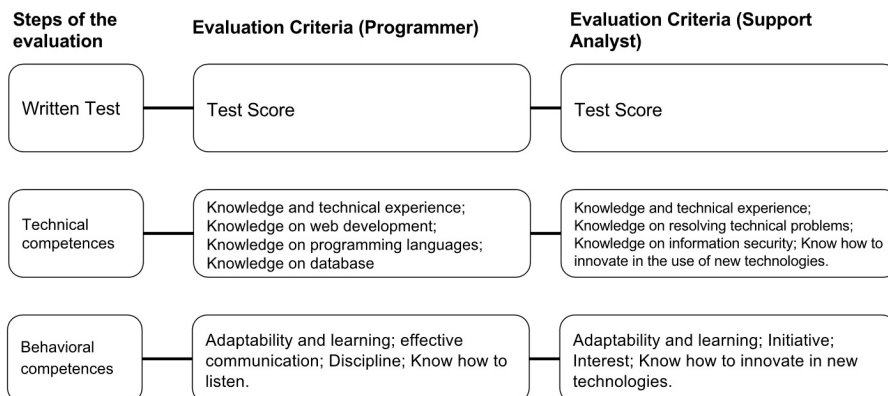 Steps of the
evaluation
Evaluation Criteria (Programmer)
Evaluation Criteria (Support
Analyst)
Written Test
Test Score
Test Score
Technical
competences
Knowledge and technical experience;
Knowledge on web development;
Knowledge on programming languages;
Knowledge on database
Knowledge and technical experience;
Knowledge on resolving technical problems;
Knowledge on information security; Know how to
innovate in the use of new technologies.
Behavioral
competences
Adaptability and learning; effective
communication; Discipline; Know how to
listen.
Adaptability and learning; Initiative;
Interest; Know how to innovate in new
technologies.